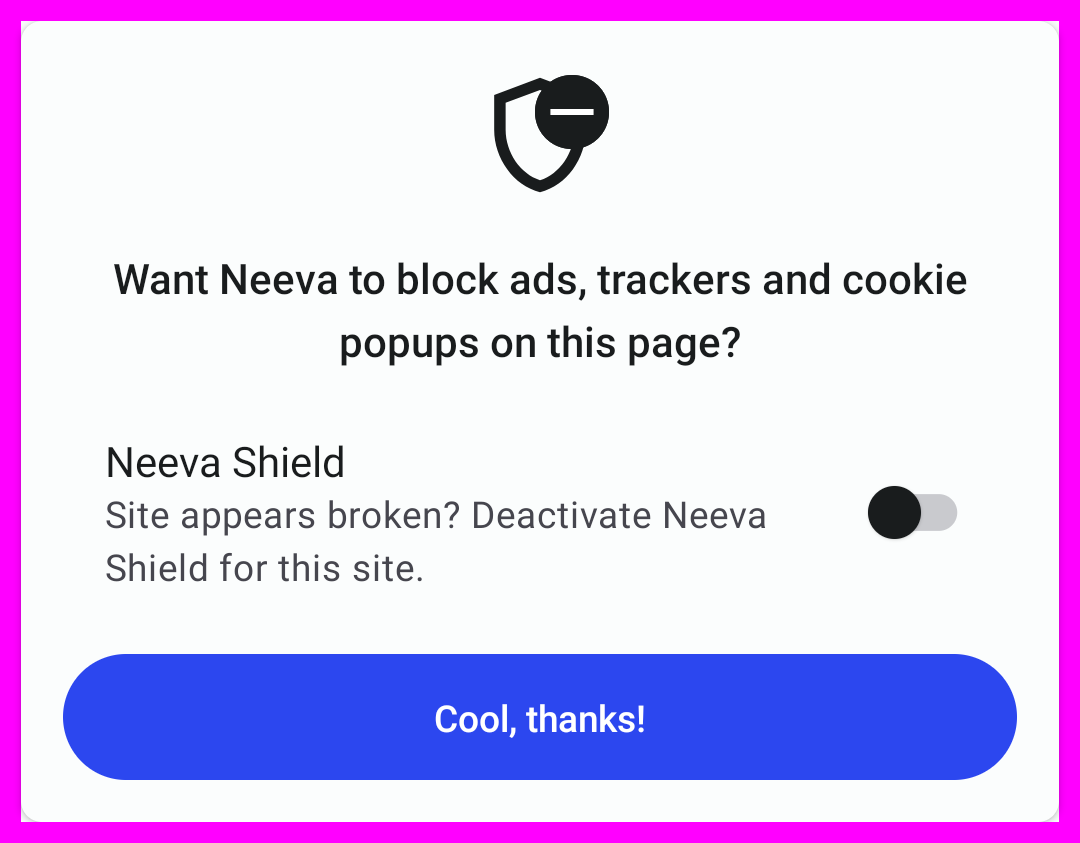 Want Neeva to block ads, trackers and cookie
popups on this page?
Neeva Shield
Site appears broken? Deactivate Neeva
Shield for this site.
Cool, thanks!